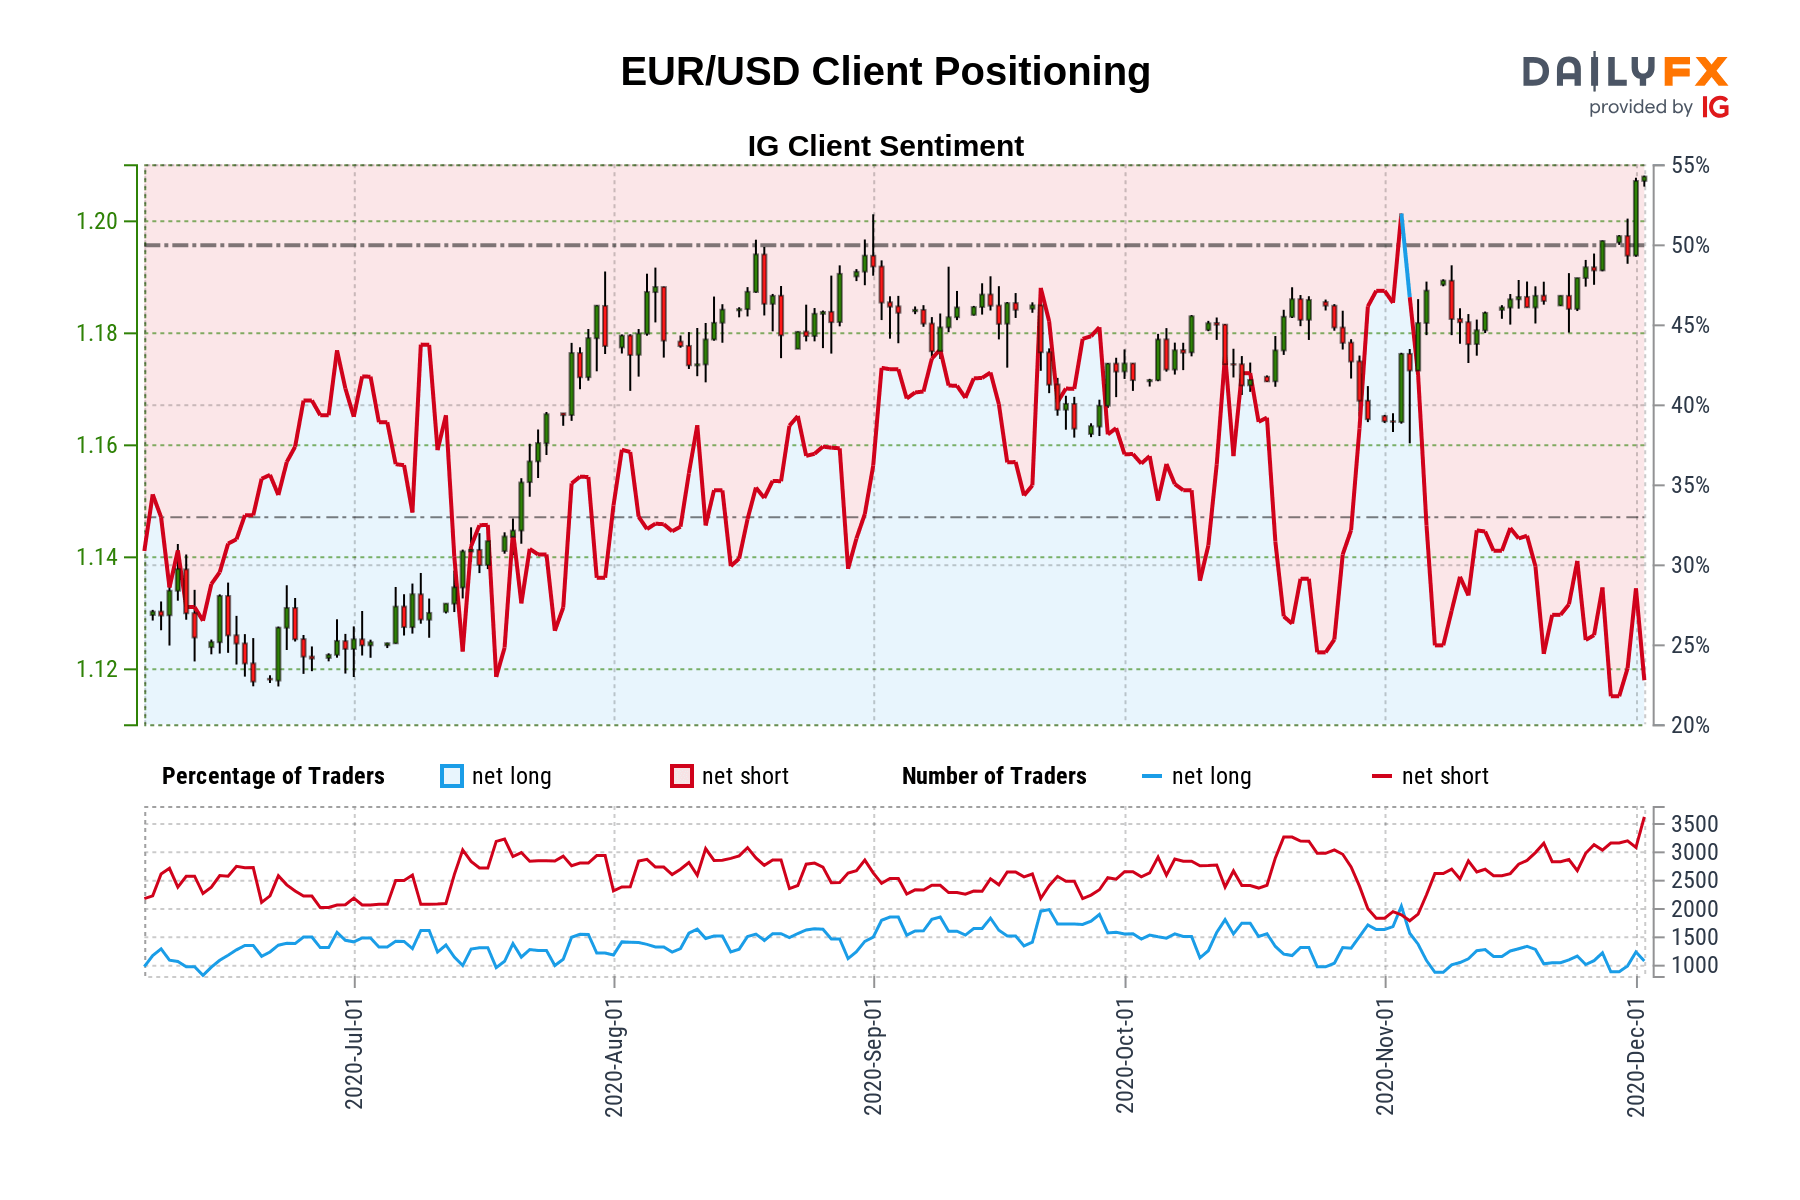 EUR/USD Client Positioning
DAILYFX
provided by IG
IG Client Sentiment
1.20
1.18
1.16
1.14
1.12
55%
50%
45%
40%
35%
30%
25%
20%
Percentage of Traders net long net short Number of Traders net long net short
3500
3000
2500
2000
1500
1000
2020-Jul-01
2020-Aug-01
2020-Sep-01
2020-Oct-01
2020-Nov-01
2020-Dec-01